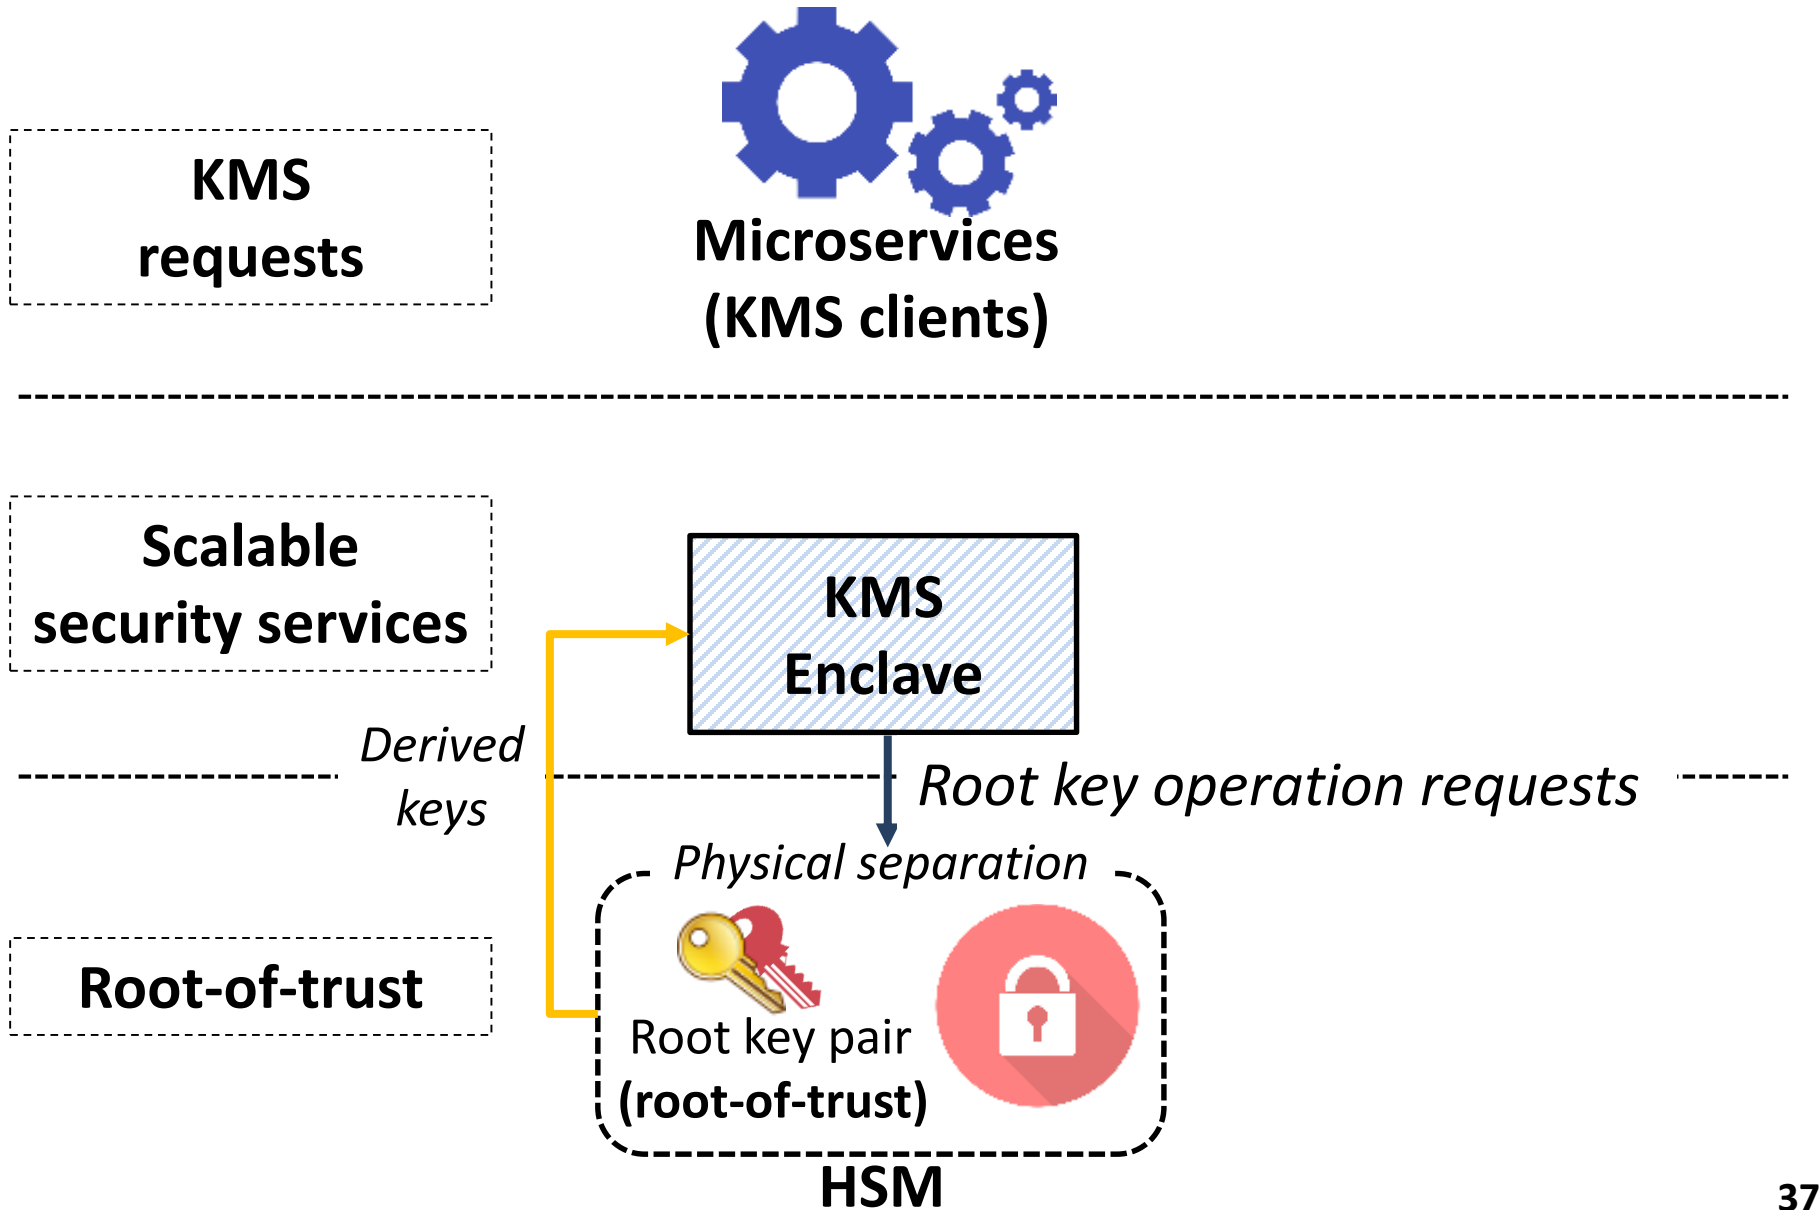 KMS
requests
Microservices
(KMS clients)
Scalable
security services
KMS
Enclave
Derived
keys
Root key operation requests
Physical separation
Root-of-trust
Root key pair
(root-of-trust)
HSM
37